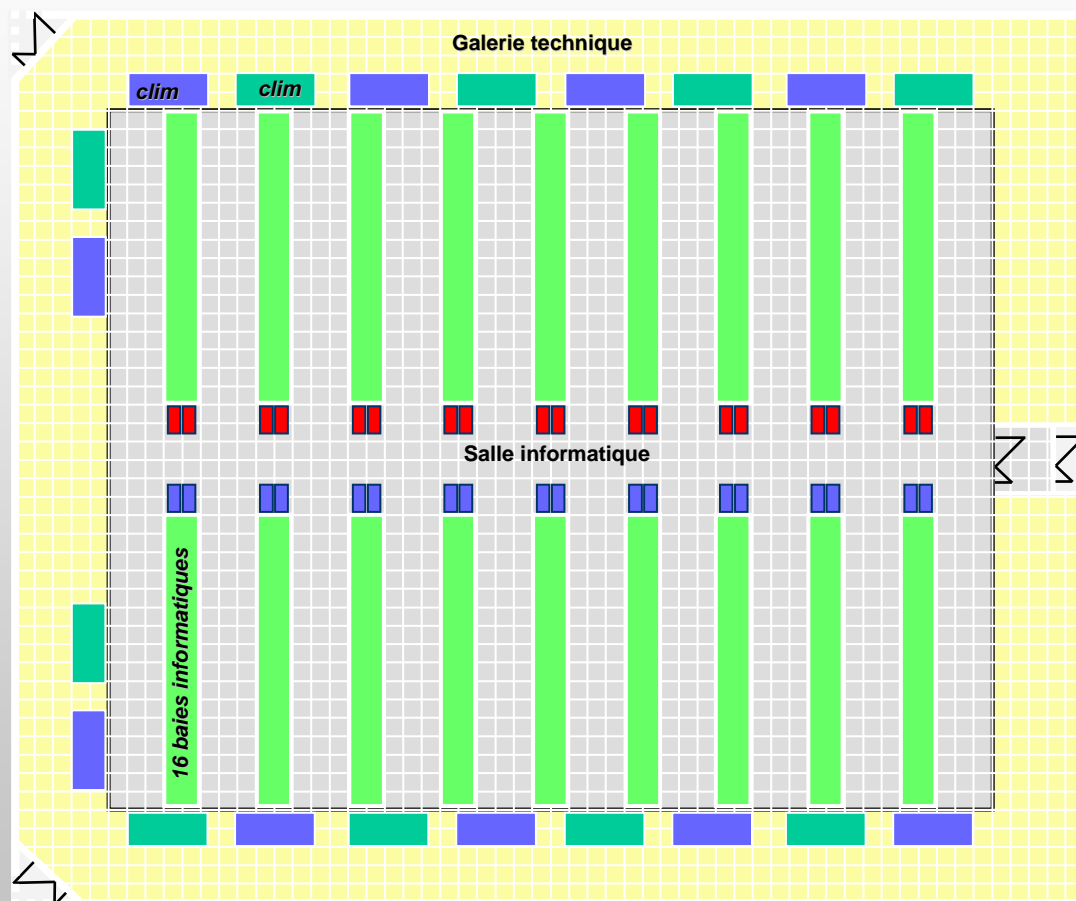 Galerie technique
clim
clim
Salle informatique
16 baies informatiques